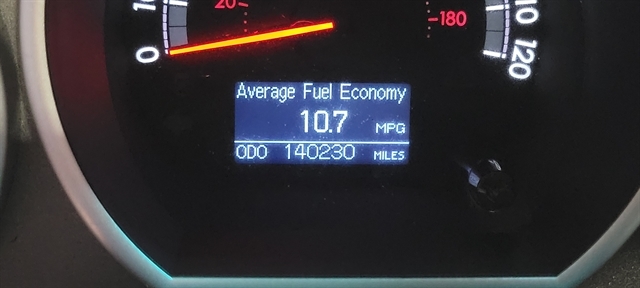 20
180
0
120
Average Fuel Economy
10.7 MPG
ODO 140230 MILES